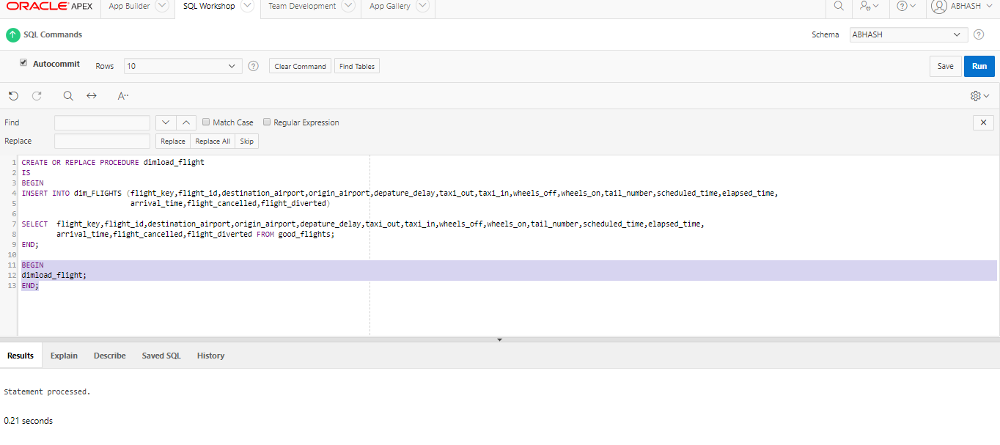 ORACLE APEX App Builder SQL Workshop Team Development App Gallery ABHASH
SQL Commands Schema ABHASH
Autocommit Rows 10 Clear Command Find Tables Save Run
A··
Find Match Case Regular Expression
Replace Replace Replace All Skip
1 CREATE OR REPLACE PROCEDURE dimload_flight
2 IS
3 BEGIN
4 INSERT INTO dim_FLIGHTS (flight_key,flight_id,destination_airport,origin_airport,depature_delay,taxi_out,taxi_in,wheels_off,wheels_on,tail_number,scheduled_time,elapsed_time,
5 arrival_time,flight_cancelled,flight_diverted)
6
7 SELECT flight_key,flight_id,destination_airport,origin_airport,depature_delay,taxi_out,taxi_in,wheels_off,wheels_on,tail_number,scheduled_time,elapsed_time,
8 arrival_time,flight_cancelled,flight_diverted FROM good_flights;
9 END;
10
11 BEGIN
12 dimload_flight;
13 END;
Results Explain Describe Saved SQL History
Statement processed.
0.21 seconds